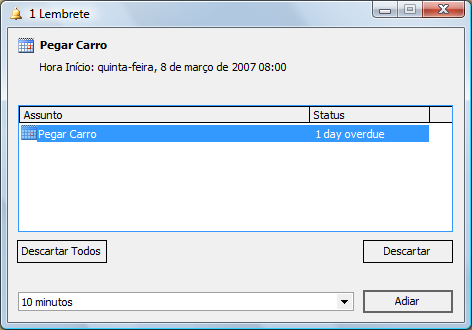 1 Lembrete
Pegar Carro
Hora Início: quinta-feira, 8 de março de 2007 08:00
Assunto Status
Pegar Carro 1 day overdue
Descartar Todos Descartar
10 minutos Adiar